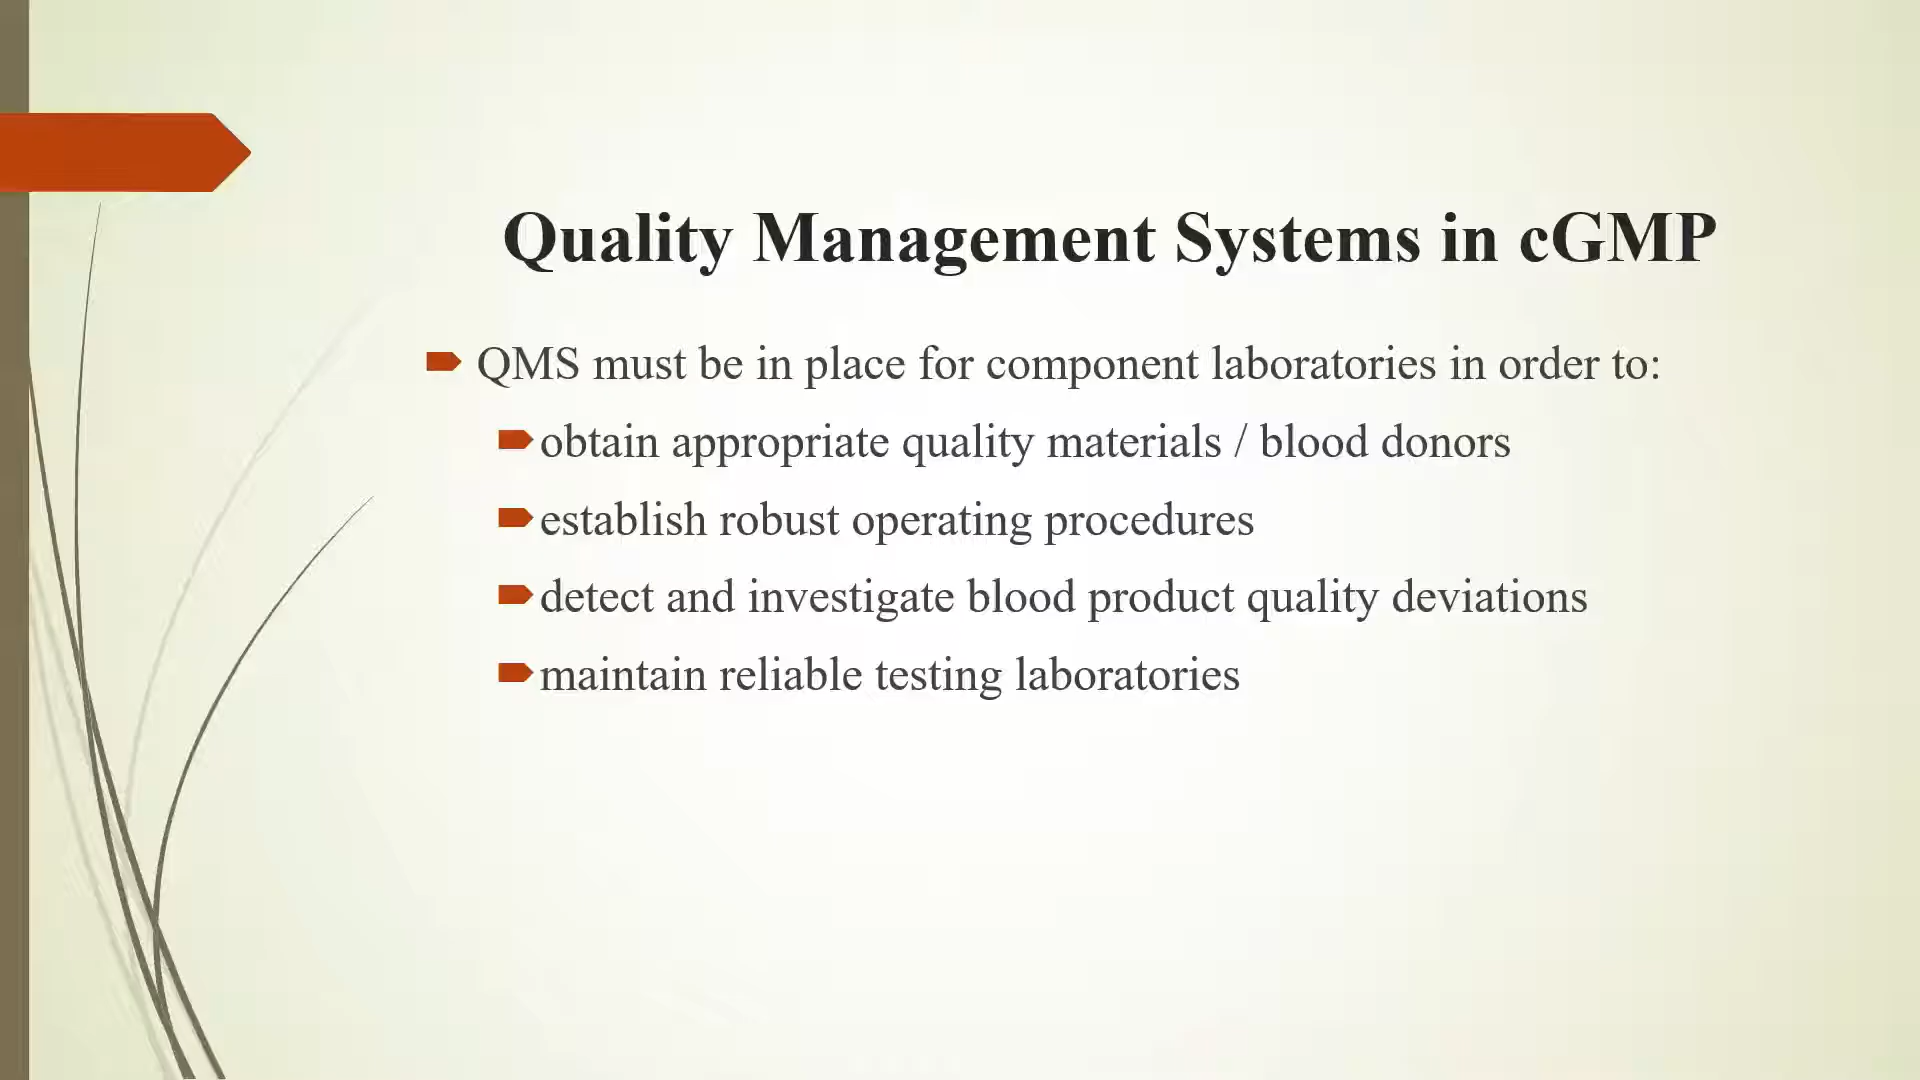 Quality Management Systems in cGMP
QMS must be in place for component laboratories in order to:
obtain appropriate quality materials / blood donors
establish robust operating procedures
detect and investigate blood product quality deviations
maintain reliable testing laboratories